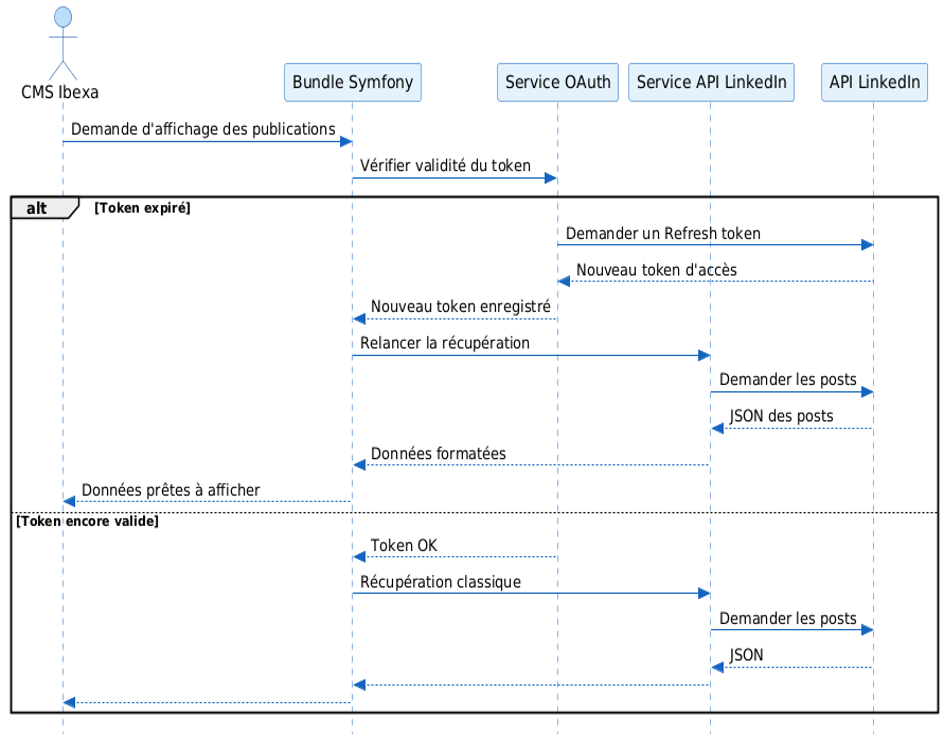 CMS Ibexa
Bundle Symfony
Service OAuth
Service API LinkedIn
API LinkedIn
Demande d'affichage des publications
Vérifier validité du token
alt
[Token expiré]
Demander un Refresh token
Nouveau token d'accès
Nouveau token enregistré
Relancer la récupération
Demander les posts
JSON des posts
Données formatées
Données prêtes à afficher
[Token encore valide]
Token OK
Récupération classique
Demander les posts
JSON